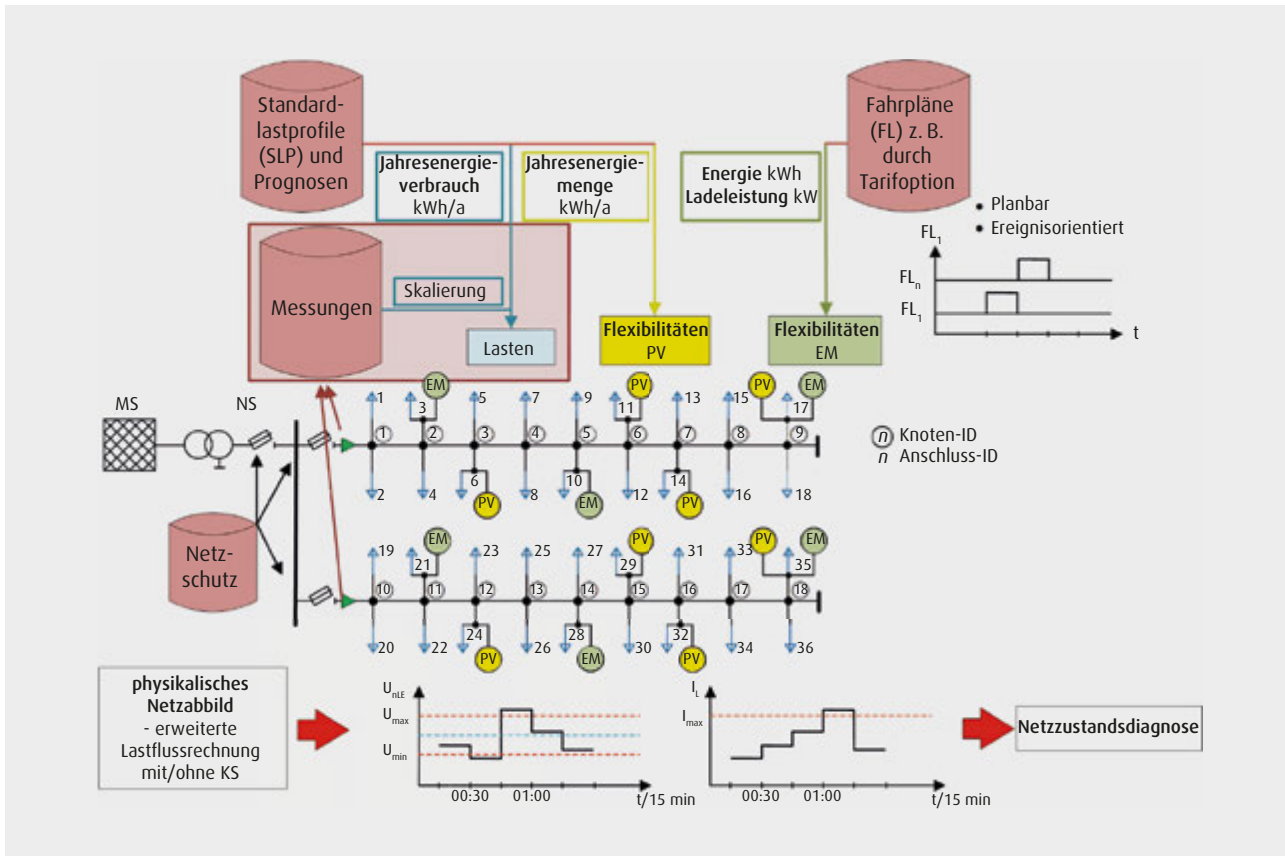 Standard-
lastprofile
(SLP) und
Prognosen
Jahresenergie-
verbrauch
kWh/a
Jahresenergie-
menge
kWh/a
Energie kWh
Ladeleistung kW
Fahrpläne
(FL) z. B.
durch
Tarifoption
• Planbar
• Ereignisorientiert
FL1
FLn
FL1
t
Messungen
Skalierung
Lasten
Flexibilitäten
PV
Flexibilitäten
EM
MS
NS
EM
PV
PV
EM
1
3
5
7
9
11
13
15
17
1
2
3
4
5
6
7
8
9
n Knoten-ID
n Anschluss-ID
2
4
6
8
10
12
14
16
18
PV
EM
PV
Netz-
schutz
EM
PV
PV
EM
19
21
23
25
27
29
31
33
35
10
11
12
13
14
15
16
17
18
20
22
24
26
28
30
32
34
36
PV
EM
PV
physikalisches
Netzabbild
- erweiterte
Lastflussrechnung
mit/ohne KS
UnLE
Umax
Umin
00:30
01:00
t/15 min
IL
Imax
00:30
01:00
t/15 min
Netzzustandsdiagnose